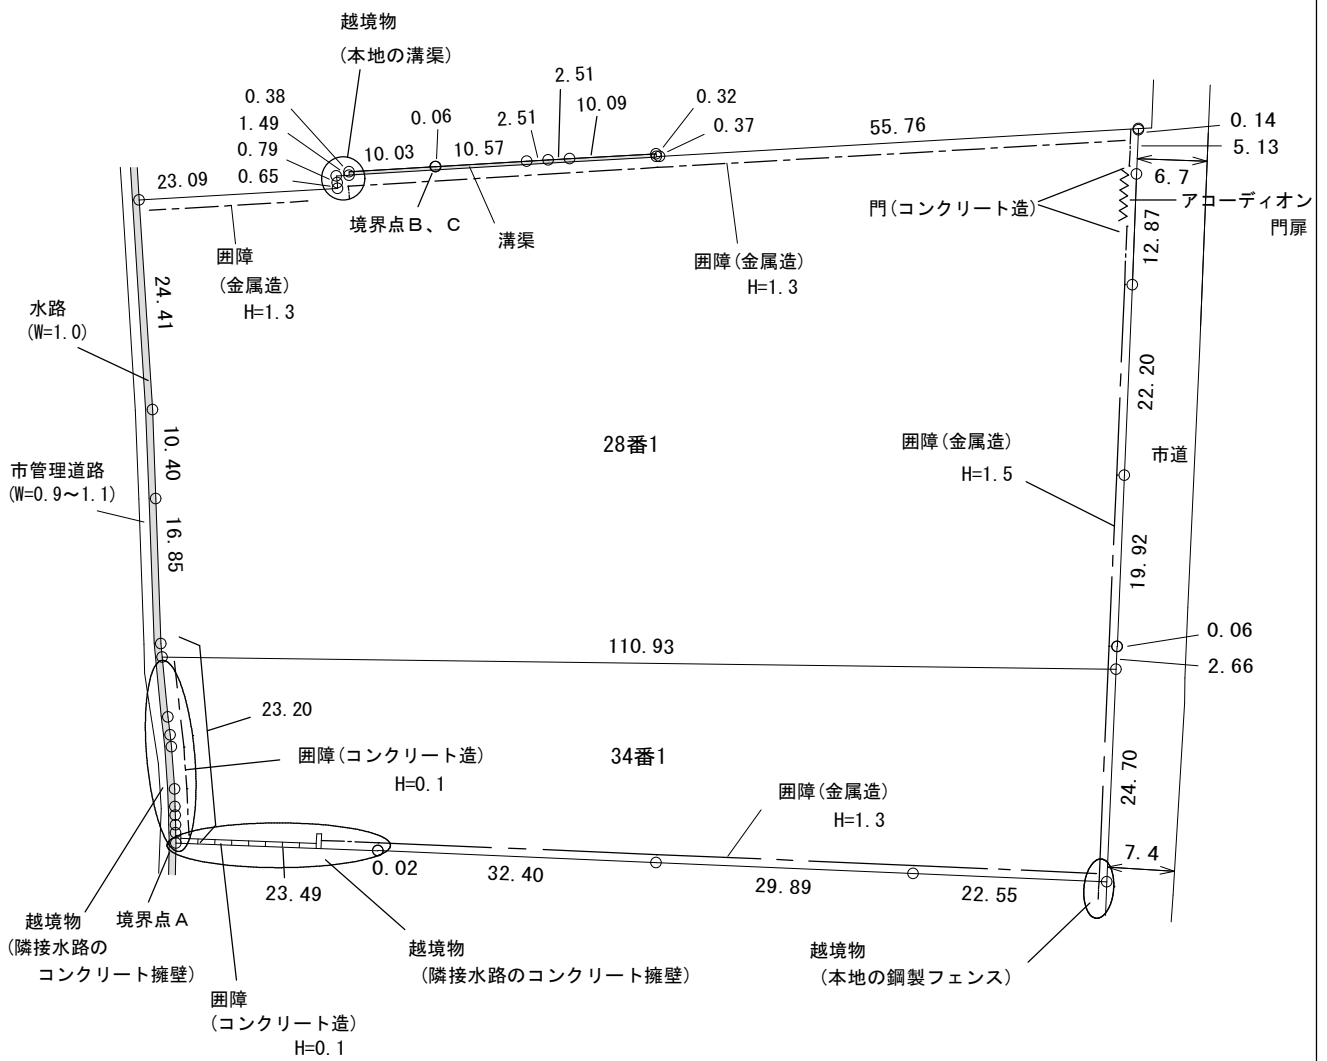 越境物
(本地の溝渠)
2.51
0.38
0.06
2.51
10.09
0.32
1.49
0.37
55.76
0.14
0.79
10.03
10.57
5.13
23.09
0.65
6.7
境界点B、C
溝渠
門(コンクリート造)
アコーディオン
門扉
12.87
囲障
(金属造)
H=1.3
囲障(金属造)
H=1.3
24.41
水路
(W=1.0)
22.20
10.40
28番1
囲障(金属造)
H=1.5
市道
市管理道路
(W=0.9~1.1)
16.85
19.92
110.93
0.06
2.66
23.20
囲障(コンクリート造)
H=0.1
34番1
24.70
囲障(金属造)
H=1.3
7.4
0.02
32.40
29.89
22.55
23.49
越境物
(隣接水路の
コンクリート擁壁)
境界点A
越境物
(隣接水路のコンクリート擁壁)
越境物
(本地の鋼製フェンス)
囲障
(コンクリート造)
H=0.1